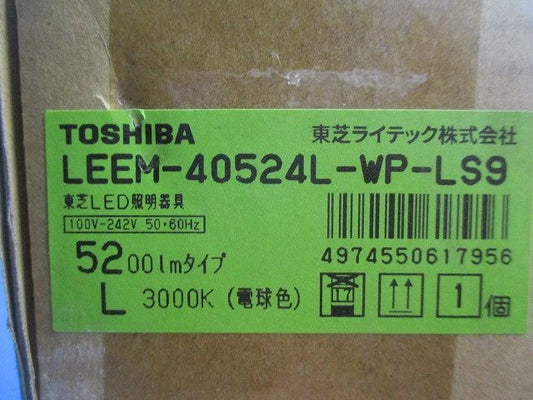 TOSHIBA 東芝ライテック株式会社
LEEM-40524L-WP-LS9
東芝LED照明器具
100V-242V 50・60Hz
5200lmタイプ
4974550617956
L 3000K (電球色)
17
1個